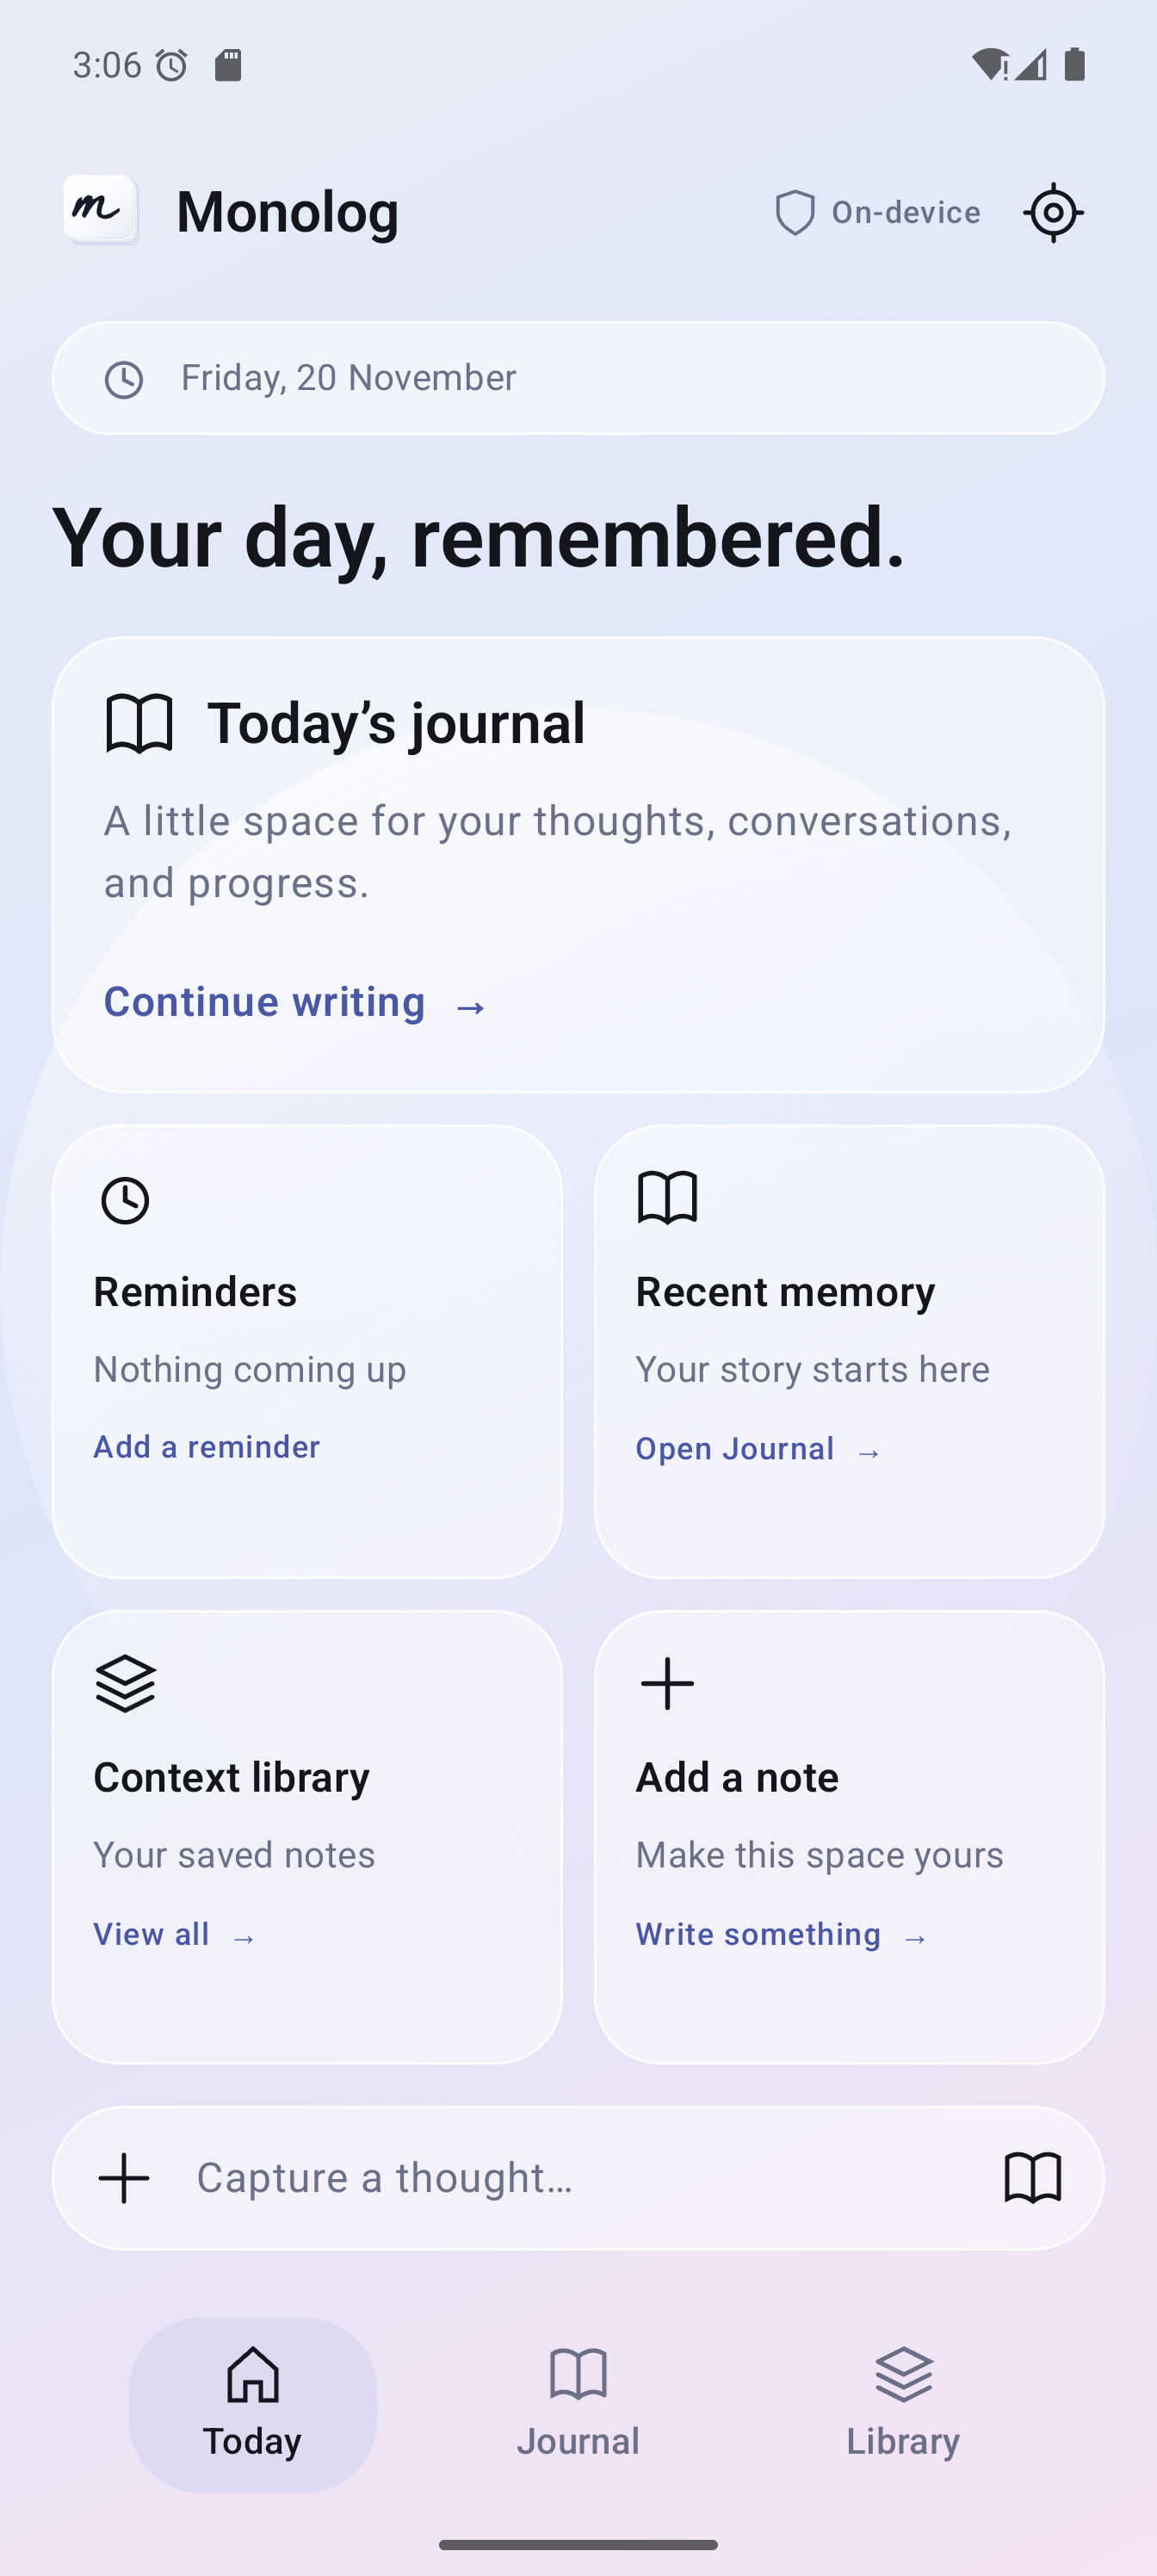 3:06
m
Monolog
On-device
Friday, 20 November
Your day, remembered.
Today’s journal
A little space for your thoughts, conversations,
and progress.
Continue writing →
Reminders
Nothing coming up
Add a reminder
Recent memory
Your story starts here
Open Journal →
Context library
Your saved notes
View all →
Add a note
Make this space yours
Write something →
Capture a thought…
Today
Journal
Library